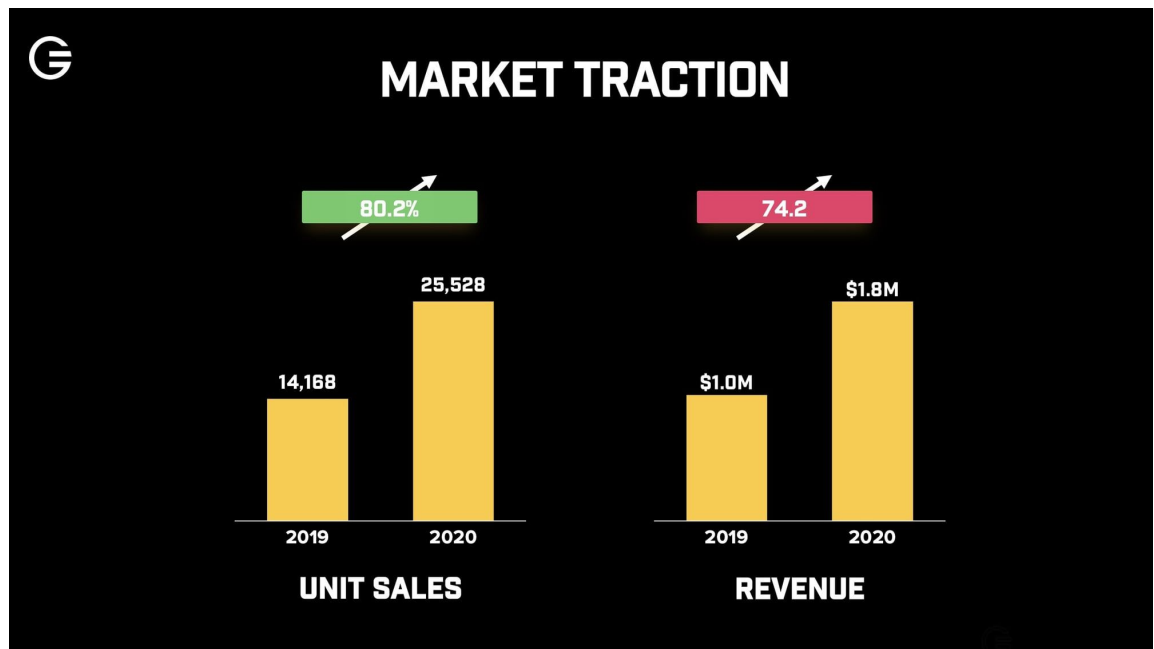 MARKET TRACTION
80.2%
74.2
25,528
$1.8M
14,168
$1.0M
2019
2020
2019
2020
UNIT SALES
REVENUE